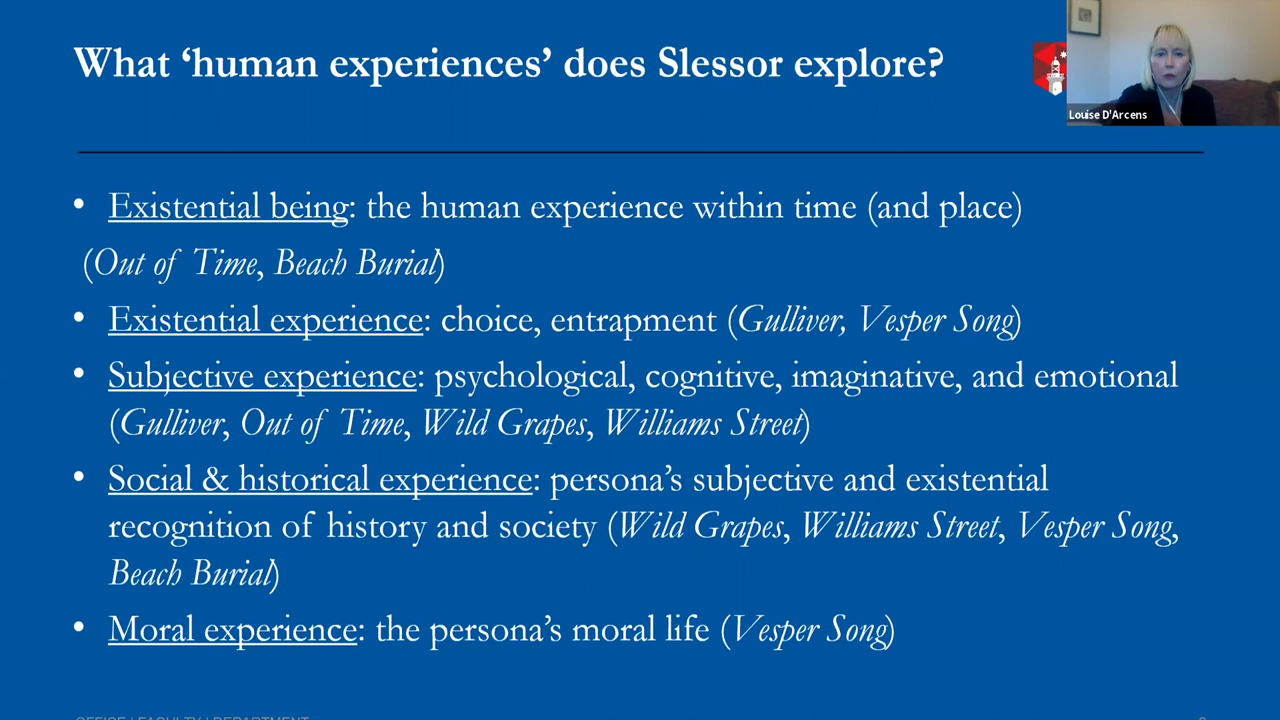 What ‘human experiences’ does Slessor explore?
Louise D'Arcens
• Existential being: the human experience within time (and place)
(Out of Time, Beach Burial)
• Existential experience: choice, entrapment (Gulliver, Vesper Song)
• Subjective experience: psychological, cognitive, imaginative, and emotional
(Gulliver, Out of Time, Wild Grapes, Williams Street)
• Social & historical experience: persona’s subjective and existential
recognition of history and society (Wild Grapes, Williams Street, Vesper Song,
Beach Burial)
• Moral experience: the persona’s moral life (Vesper Song)
OFFICE | FACULTY | DEPARTMENT